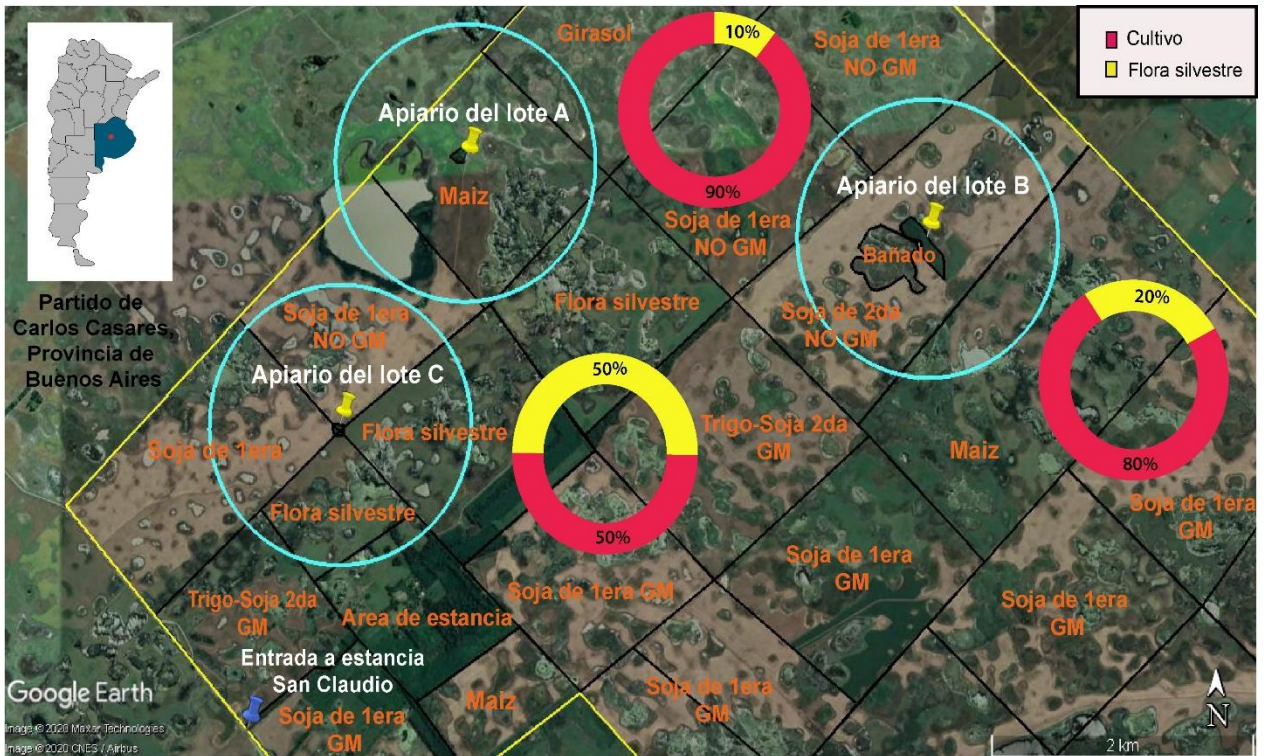 Partido de
Carlos Casares,
Provincia de
Buenos Aires
Cultivo
Flora silvestre
Girasol
10%
90%
Soja de 1era
NO GM
Apiario del lote A
Maiz
Soja de 1era
NO GM
Apiario del lote B
Bañado
Soja de 2da
NO GM
Flora silvestre
20%
80%
Soja de 1era
NO GM
Apiario del lote C
Soja de 1era
Flora silvestre
Flora silvestre
50%
50%
Trigo-Soja 2da
GM
Maiz
Soja de 1era
GM
Soja de 1era
GM
Soja de 1era GM
Soja de 1era
GM
Trigo-Soja 2da
GM
Area de estancia
Entrada a estancia
San Claudio
Soja de 1era
GM
Maiz
Soja de 1era
GM
Google Earth
Image © 2020 Maxar Technologies
Image © 2020 CNES / Airbus
N
2 km